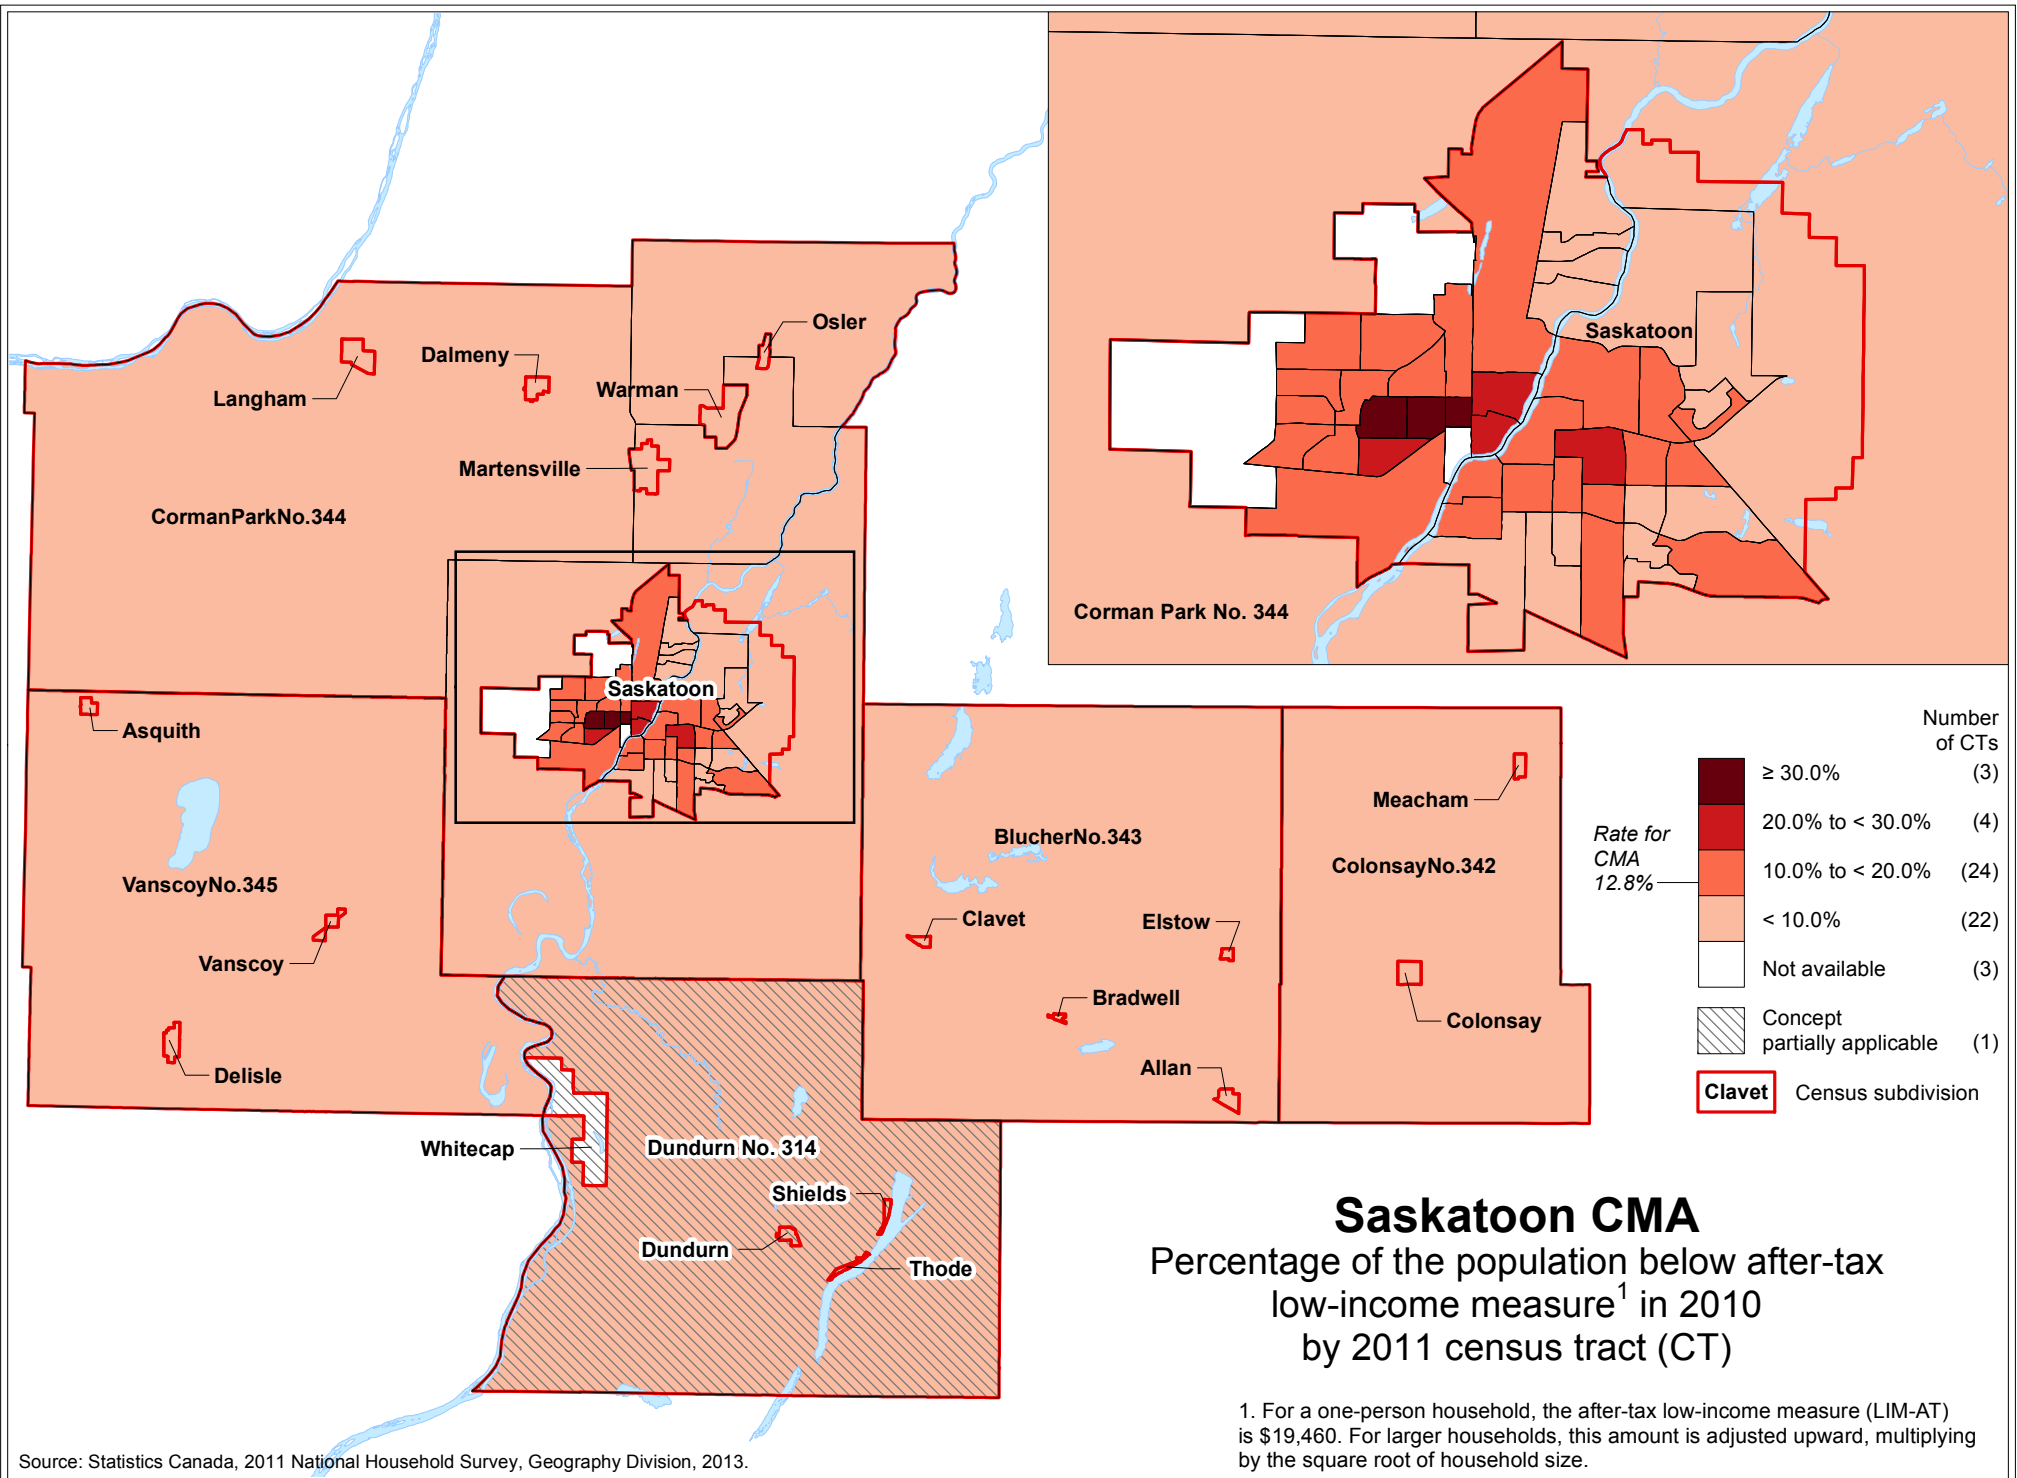 Saskatoon
Corman Park No. 344
Osler
Dalmeny
Warman
Langham
Martensville
CormanParkNo.344
Saskatoon
Asquith
VanscoyNo.345
Vanscoy
Delisle
BlucherNo.343
Clavet
Elstow
Bradwell
Allan
Meacham
ColonsayNo.342
Colonsay
Whitecap
Dundurn No. 314
Shields
Dundurn
Thode
Number
of CTs
≥ 30.0% (3)
20.0% to < 30.0% (4)
10.0% to < 20.0% (24)
< 10.0% (22)
Not available (3)
Concept
partially applicable (1)
Clavet Census subdivision
Rate for
CMA
12.8%
Saskatoon CMA
Percentage of the population below after-tax
low-income measure1 in 2010
by 2011 census tract (CT)
1. For a one-person household, the after-tax low-income measure (LIM-AT)
is $19,460. For larger households, this amount is adjusted upward, multiplying
by the square root of household size.
Source: Statistics Canada, 2011 National Household Survey, Geography Division, 2013.